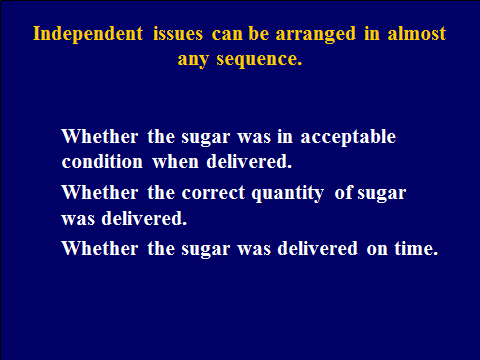 Independent issues can be arranged in almost
any sequence.
Whether the sugar was in acceptable
condition when delivered.
Whether the correct quantity of sugar
was delivered.
Whether the sugar was delivered on time.